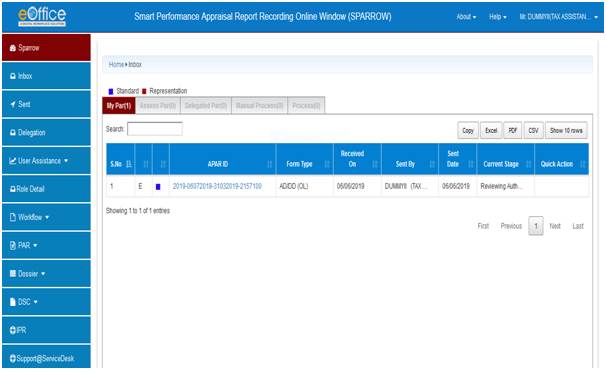 eOffice
Smart Performance Appraisal Report Recording Online Window (SPARROW)
About
Help
Mr. DUMMYII(TAX ASSISTAN...
Sparrow
Inbox
Sent
Delegation
User Assistance
Role Detail
Workflow
PAR
Dossier
DSC
IPR
Support@ServiceDesk
Home Inbox
Standard Representation
My Par(1) Assess Par(0) Delegated Par(0) Manual Process(0) Process(0)
Search:
Copy Excel PDF CSV Show 10 rows
S.No APAR ID Form Type Received On Sent By Sent Date Current Stage Quick Action
1 E 2019-06072018-31032019-2157100 AD/DD (OL) 06/06/2019 DUMMYII (TAX ... 06/06/2019 Reviewing Auth...
Showing 1 to 1 of 1 entries
First Previous 1 Next Last